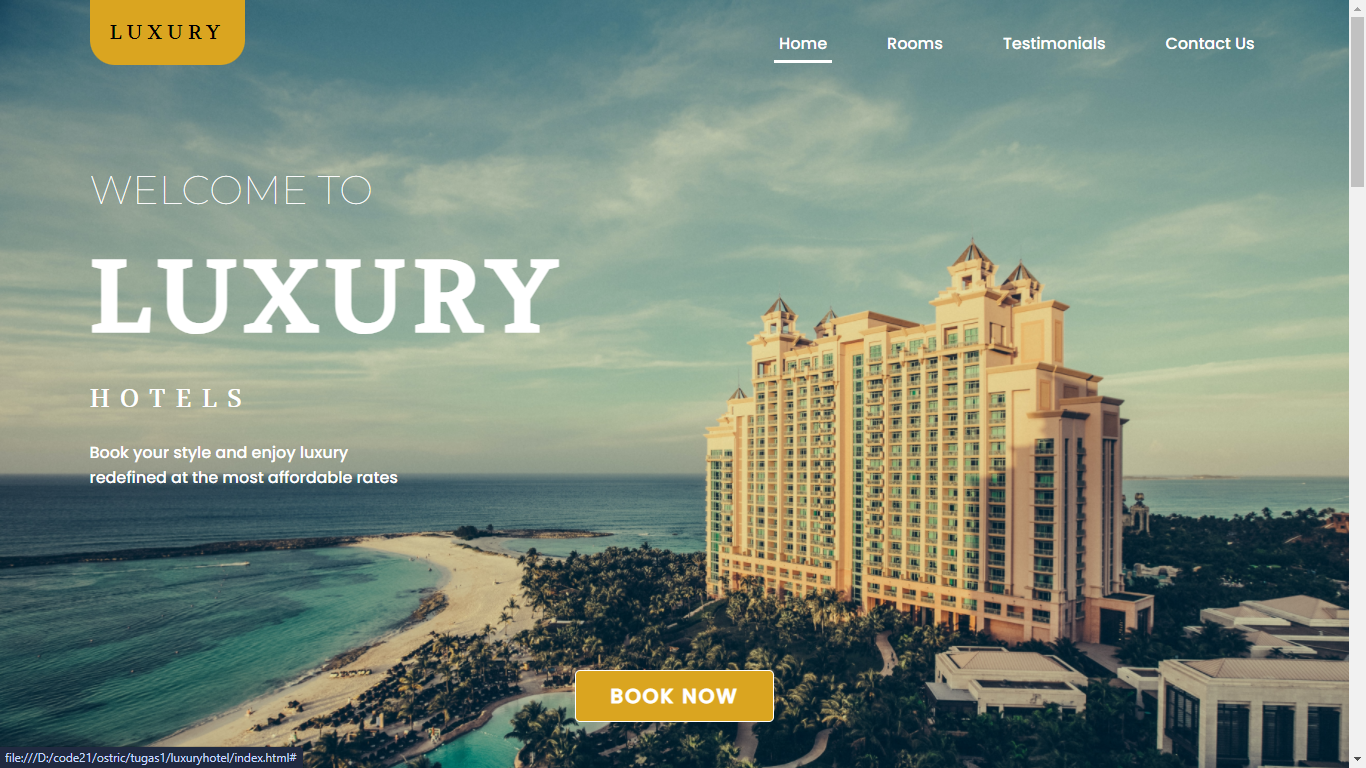 LUXURY
Home
Rooms
Testimonials
Contact Us
WELCOME TO
LUXURY
HOTELS
Book your style and enjoy luxury
redefined at the most affordable rates
BOOK NOW
file:///D:/code21/ostric/tugas1/luxuryhotel/index.html#